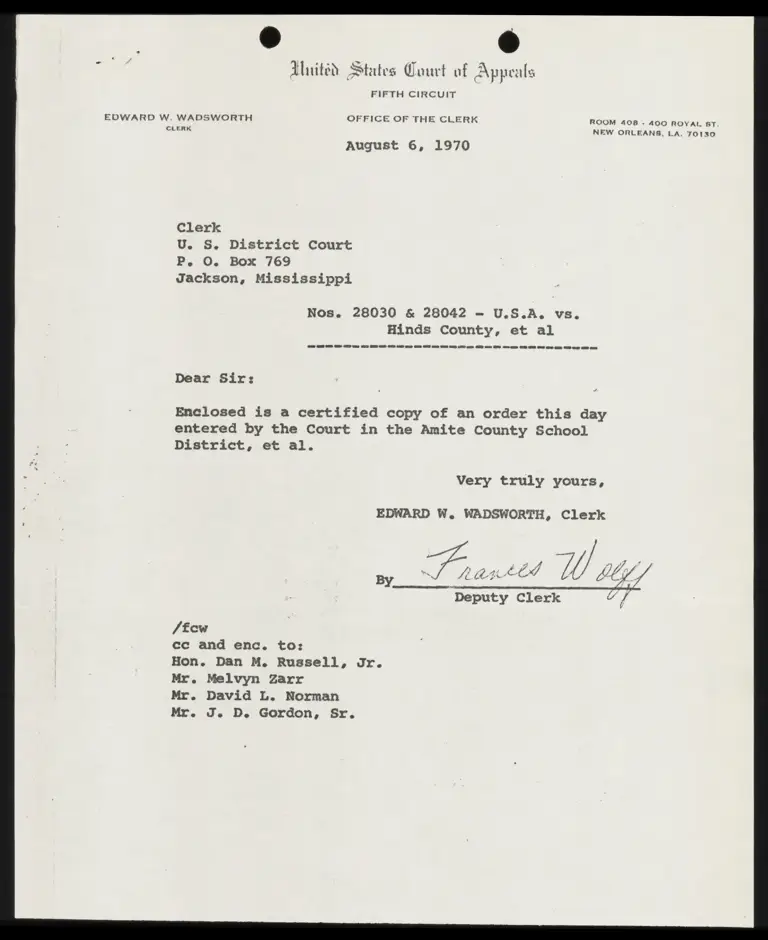 United States Court of Appeals
FIFTH CIRCUIT
EDWARD W. WADSWORTH
CLERK
OFFICE OF THE CLERK
ROOM 408 - 400 ROYAL ST.
NEW ORLEANS, LA. 70130
August 6, 1970
Clerk
U. S. District Court
P. O. Box 769
Jackson, Mississippi
Nos. 28030 & 28042 - U.S.A. vs.
Hinds County, et al
---------------------------------
Dear Sir:
Enclosed is a certified copy of an order this day
entered by the Court in the Amite County School
District, et al.
Very truly yours,
EDWARD W. WADSWORTH, Clerk
By Frances Wolff
Deputy Clerk
/fcw
cc and enc. to:
Hon. Dan M. Russell, Jr.
Mr. Melvyn Zarr
Mr. David L. Norman
Mr. J. D. Gordon, Sr.